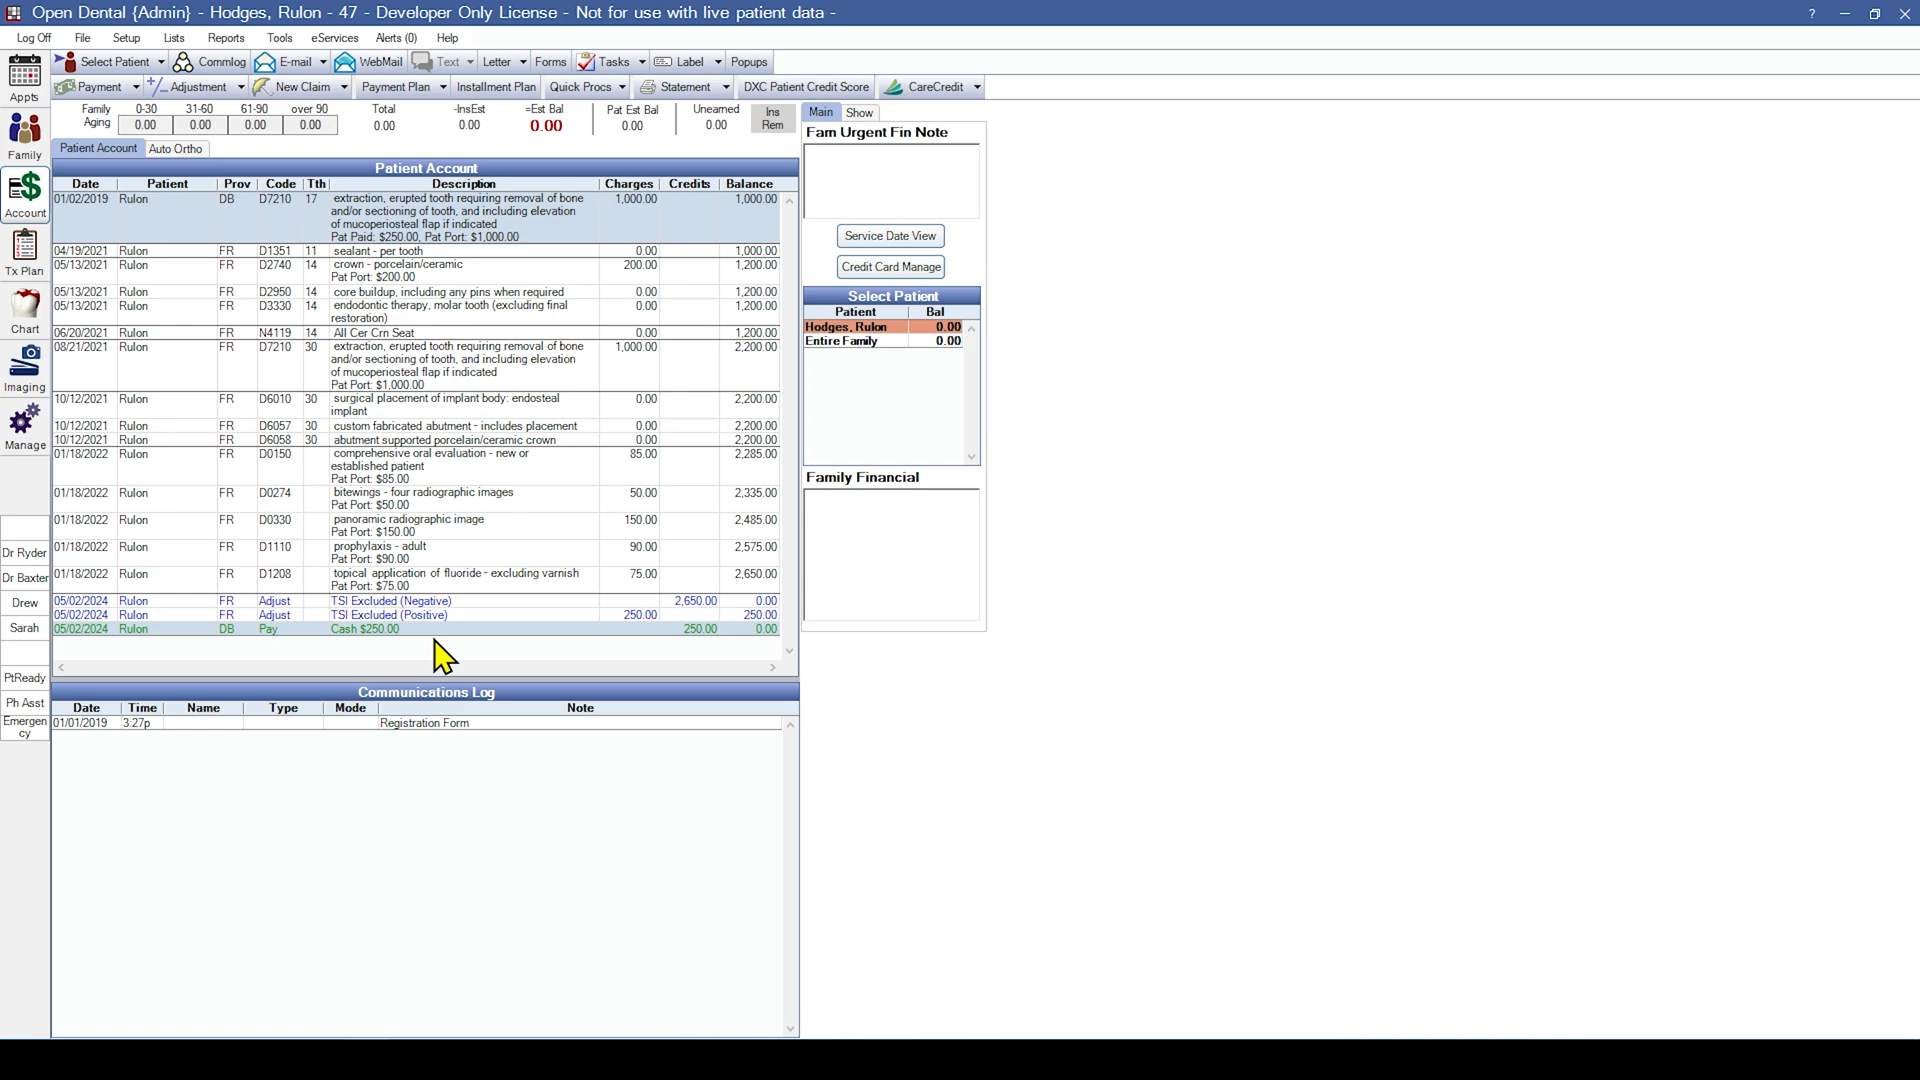 Open Dental {Admin} - Hodges, Rulon - 47 - Developer Only License - Not for use with live patient data -
Log Off File Setup Lists Reports Tools eServices Alerts (0) Help
Select Patient Commlog E-mail WebMail Text Letter Forms Tasks Label Popups
Payment Adjustment New Claim Payment Plan Installment Plan Quick Procs Statement DXC Patient Credit Score CareCredit
Appts
Family
Account
Tx Plan
Chart
Imaging
Manage
Dr Ryder
Dr Baxter
Drew
Sarah
PtReady
Ph Asst
Emergen
cy
Family 0-30 31-60 61-90 over 90 Total -InsEst =Est Bal Pat Est Bal Unearned Ins
Aging 0.00 0.00 0.00 0.00 0.00 0.00 0.00 0.00 0.00 Rem
Patient Account Auto Ortho
Patient Account
Date Patient Prov Code Tth Description Charges Credits Balance
01/02/2019 Rulon DB D7210 17 extraction, erupted tooth requiring removal of bone 1,000.00 1,000.00
and/or sectioning of tooth, and including elevation
of mucoperiosteal flap if indicated
Pat Paid: $250.00, Pat Port: $1,000.00
04/19/2021 Rulon FR D1351 11 sealant - per tooth 0.00 1,000.00
05/13/2021 Rulon FR D2740 14 crown - porcelain/ceramic 200.00 1,200.00
Pat Port: $200.00
05/13/2021 Rulon FR D2950 14 core buildup, including any pins when required 0.00 1,200.00
05/13/2021 Rulon FR D3330 14 endodontic therapy, molar tooth (excluding final 0.00 1,200.00
restoration)
06/20/2021 Rulon FR N4119 14 All Cer Crn Seat 0.00 1,200.00
08/21/2021 Rulon FR D7210 30 extraction, erupted tooth requiring removal of bone 1,000.00 2,200.00
and/or sectioning of tooth, and including elevation
of mucoperiosteal flap if indicated
Pat Port: $1,000.00
10/12/2021 Rulon FR D6010 30 surgical placement of implant body: endosteal 0.00 2,200.00
implant
10/12/2021 Rulon FR D6057 30 custom fabricated abutment - includes placement 0.00 2,200.00
10/12/2021 Rulon FR D6058 30 abutment supported porcelain/ceramic crown 0.00 2,200.00
01/18/2022 Rulon FR D0150 comprehensive oral evaluation - new or 85.00 2,285.00
established patient
Pat Port: $85.00
01/18/2022 Rulon FR D0274 bitewings - four radiographic images 50.00 2,335.00
Pat Port: $50.00
01/18/2022 Rulon FR D0330 panoramic radiographic image 150.00 2,485.00
Pat Port: $150.00
01/18/2022 Rulon FR D1110 prophylaxis - adult 90.00 2,575.00
Pat Port: $90.00
01/18/2022 Rulon FR D1208 topical application of fluoride - excluding varnish 75.00 2,650.00
Pat Port: $75.00
05/02/2024 Rulon FR Adjust TSI Excluded (Negative) 2,650.00 0.00
05/02/2024 Rulon FR Adjust TSI Excluded (Positive) 250.00 250.00
05/02/2024 Rulon DB Pay Cash $250.00 250.00 0.00
Communications Log
Date Time Name Type Mode Note
01/01/2019 3:27p Registration Form
Main Show
Fam Urgent Fin Note
Service Date View
Credit Card Manage
Select Patient
Patient Bal
Hodges, Rulon 0.00
Entire Family 0.00
Family Financial